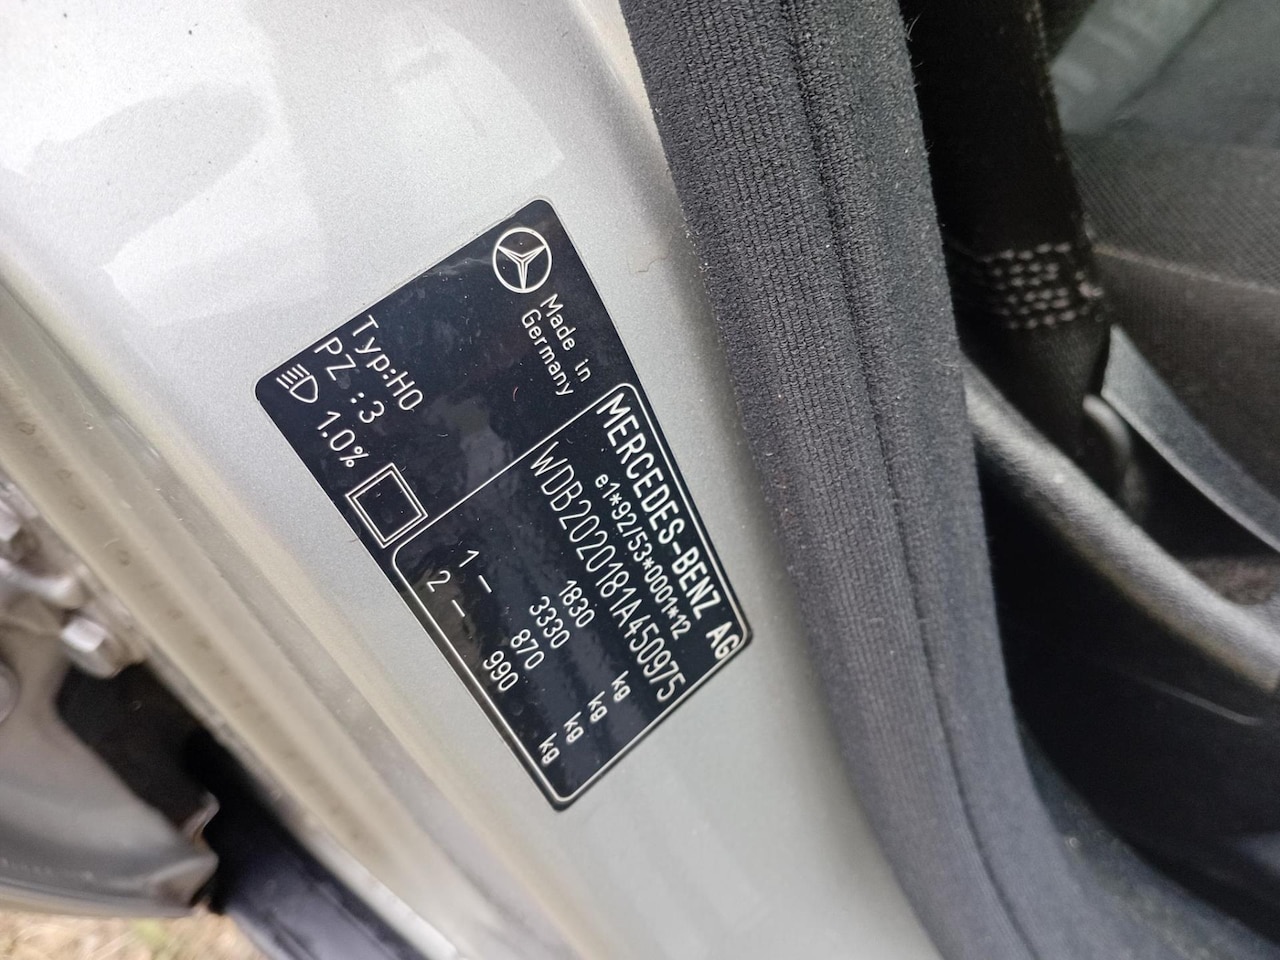 Made in
Germany
Typ:H0
PZ :3
1.0%
MERCEDES-BENZ AG
e1*92/53*0001*12
WDB2020181A450975
1830 kg
3330 kg
1 - 870 kg
2 - 990 kg